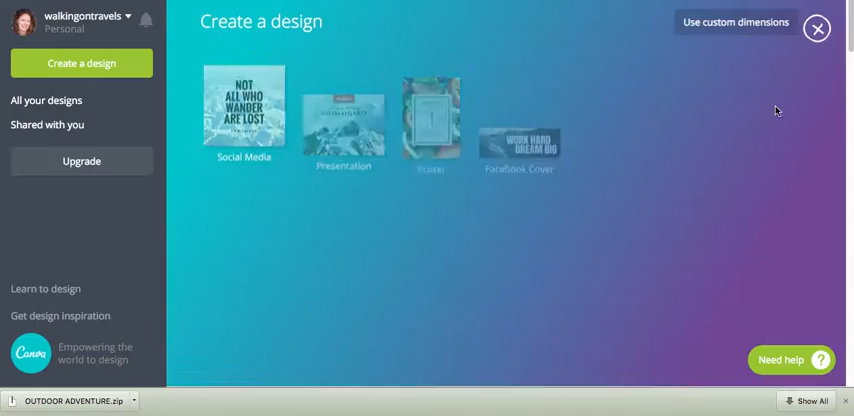 walkingontravels
Personal
Create a design
All your designs
Shared with you
Upgrade
Learn to design
Get design inspiration
Canva
Empowering the
world to design
Create a design
Use custom dimensions
NOT
ALL WHO
WANDER
ARE LOST
Social Media
Presentation
Poster
WORK HARD
DREAM BIG
Facebook Cover
Need help ?
OUTDOOR ADVENTURE.zip
Show All